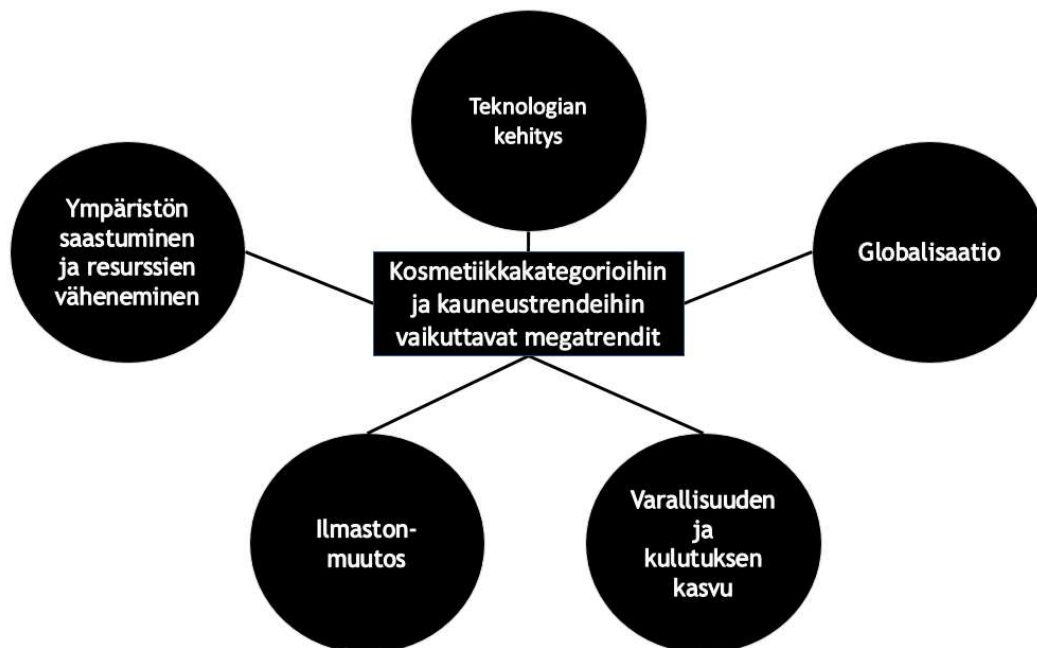 Teknologian
kehitys
Ympäristön
saastuminen
ja resurssien
väheneminen
Kosmetiikkakategorioihin
ja kauneustrendeihin
vaikuttavat megatrendit
Globalisaatio
Ilmaston-
muutos
Varallisuuden
ja
kulutuksen
kasvu